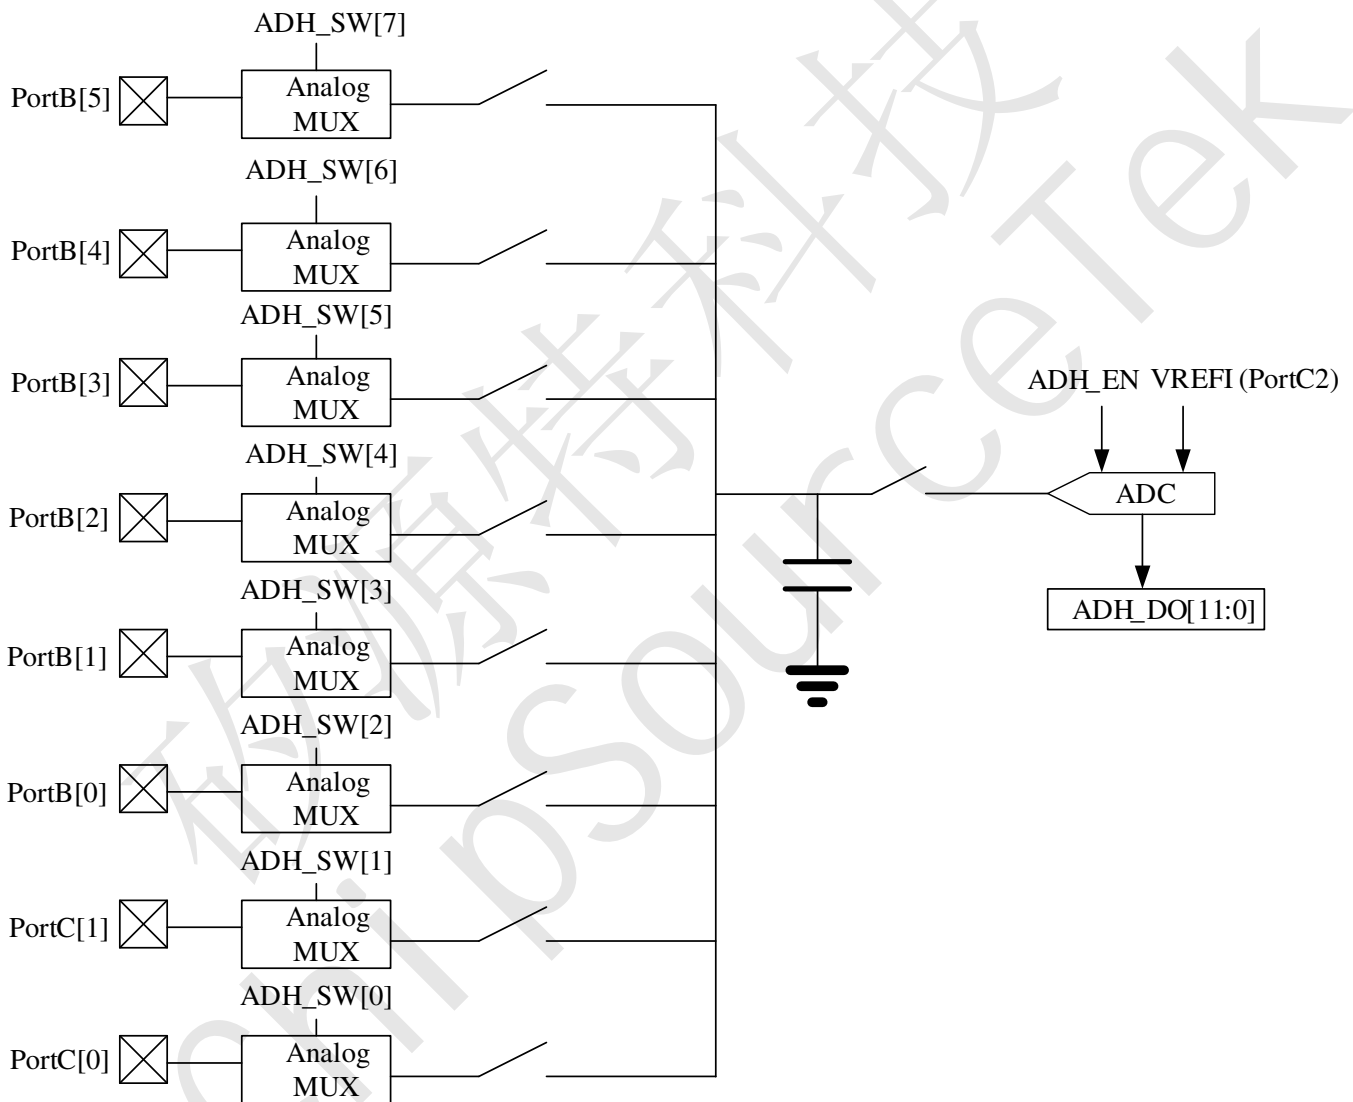 ADH_SW[7]
PortB[5]
Analog
MUX
ADH_SW[6]
PortB[4]
Analog
MUX
ADH_SW[5]
PortB[3]
Analog
MUX
ADH_SW[4]
PortB[2]
Analog
MUX
ADH_SW[3]
PortB[1]
Analog
MUX
ADH_SW[2]
PortB[0]
Analog
MUX
ADH_SW[1]
PortC[1]
Analog
MUX
ADH_SW[0]
PortC[0]
Analog
MUX
ADH_EN VREFI (PortC2)
ADC
ADH_DO[11:0]
矽源特科技
ChipSourceTek